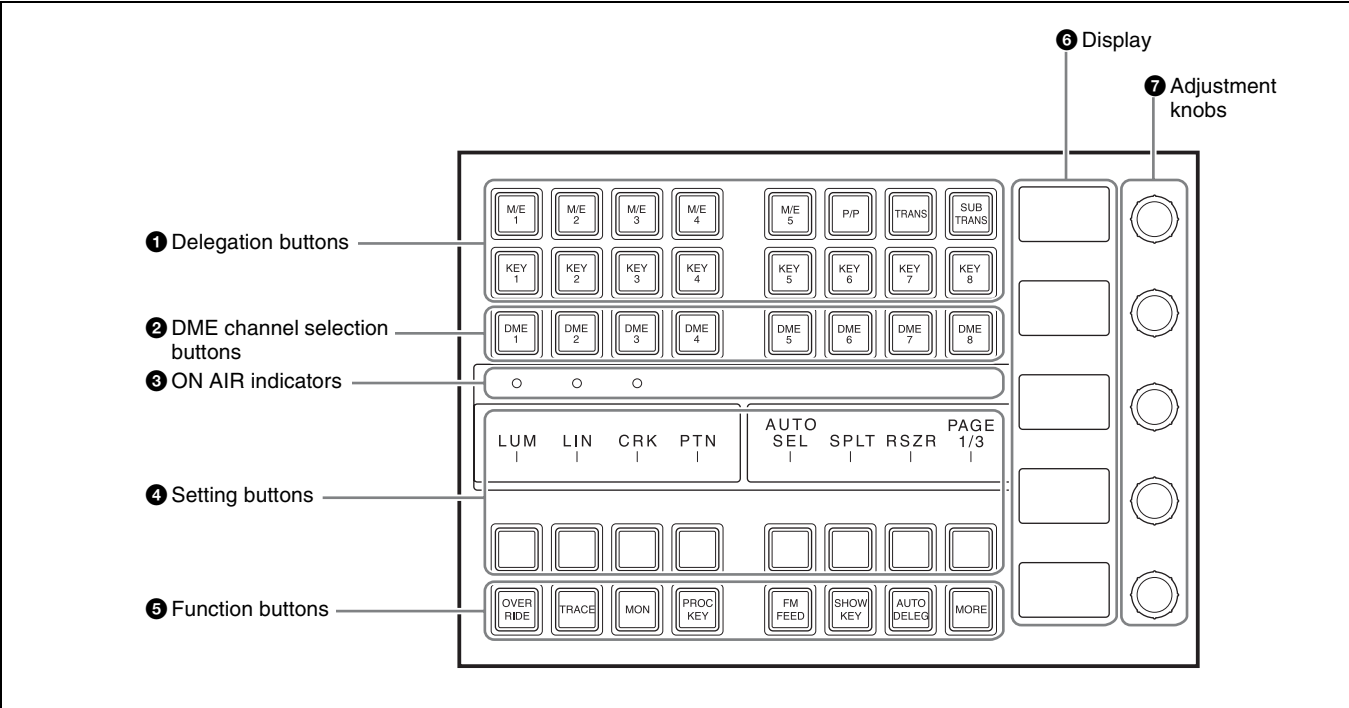 ❻ Display
❼ Adjustment
knobs
❶ Delegation buttons
M/E 1 M/E 2 M/E 3 M/E 4 M/E 5 P/P TRANS SUB TRANS
KEY 1 KEY 2 KEY 3 KEY 4 KEY 5 KEY 6 KEY 7 KEY 8
❷ DME channel selection
buttons
DME 1 DME 2 DME 3 DME 4 DME 5 DME 6 DME 7 DME 8
❸ ON AIR indicators
LUM LIN CRK PTN AUTO SEL SPLT RSZR PAGE 1/3
❹ Setting buttons
❺ Function buttons
OVER RIDE TRACE MON PROC KEY FM FEED SHOW KEY AUTO DELEG MORE